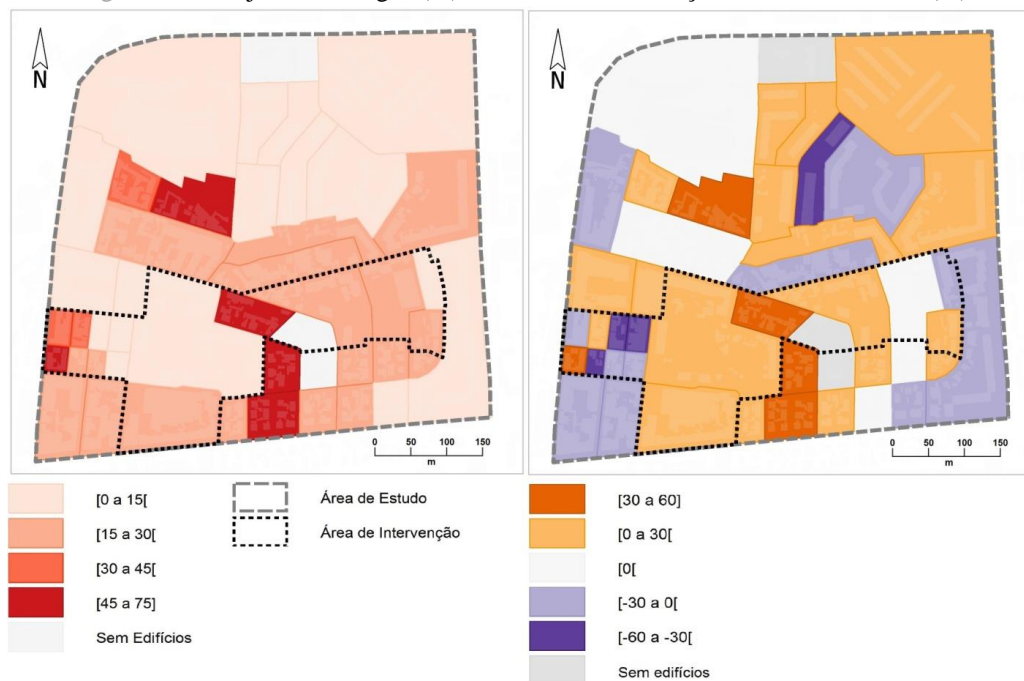 N
N
0 50 100 150
m
0 50 100 150
m
[0 a 15[
[15 a 30[
[30 a 45[
[45 a 75]
Sem Edifícios
Área de Estudo
Área de Intervenção
[30 a 60]
[0 a 30[
[0[
[-30 a 0[
[-60 a -30[
Sem edifícios